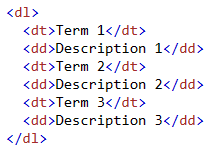 <dl>
  <dt>Term 1</dt>
  <dd>Description 1</dd>
  <dt>Term 2</dt>
  <dd>Description 2</dd>
  <dt>Term 3</dt>
  <dd>Description 3</dd>
</dl>